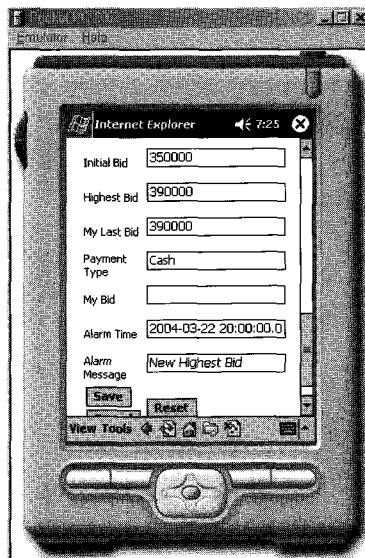 Emulator Help
Internet Explorer 7:25
Initial Bid 350000
Highest Bid 390000
My Last Bid 390000
Payment Type Cash
My Bid
Alarm Time 2004-03-22 20:00:00.0
Alarm Message New Highest Bid
Save
Reset
View Tools